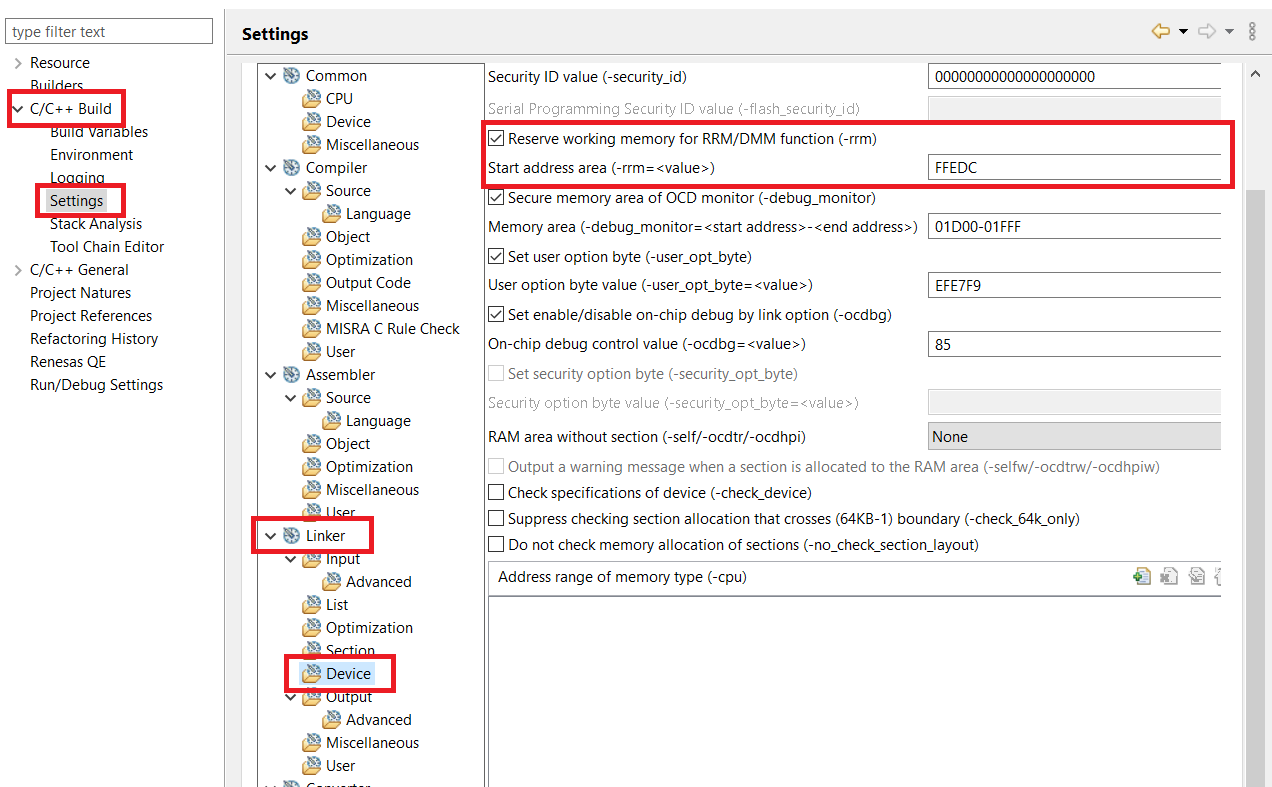 type filter text
Resource
Builders
C/C++ Build
Build Variables
Environment
Logging
Settings
Stack Analysis
Tool Chain Editor
C/C++ General
Project Natures
Project References
Refactoring History
Renesas QE
Run/Debug Settings
Settings
Common
CPU
Device
Miscellaneous
Compiler
Source
Language
Object
Optimization
Output Code
Miscellaneous
MISRA C Rule Check
User
Assembler
Source
Language
Object
Optimization
Miscellaneous
User
Linker
Input
Advanced
List
Optimization
Section
Device
Output
Advanced
Miscellaneous
User
Converter
Security ID value (-security_id) 00000000000000000000
Serial Programming Security ID value (-flash_security_id)
Reserve working memory for RRM/DMM function (-rrm)
Start address area (-rrm=<value>) FFEDC
Secure memory area of OCD monitor (-debug_monitor)
Memory area (-debug_monitor=<start address>-<end address>) 01D00-01FFF
Set user option byte (-user_opt_byte)
User option byte value (-user_opt_byte=<value>) EFE7F9
Set enable/disable on-chip debug by link option (-ocdbg)
On-chip debug control value (-ocdbg=<value>) 85
Set security option byte (-security_opt_byte)
Security option byte value (-security_opt_byte=<value>)
RAM area without section (-self/-ocdtr/-ocdhpi) None
Output a warning message when a section is allocated to the RAM area (-selfw/-ocdtrw/-ocdhpiw)
Check specifications of device (-check_device)
Suppress checking section allocation that crosses (64KB-1) boundary (-check_64k_only)
Do not check memory allocation of sections (-no_check_section_layout)
Address range of memory type (-cpu)